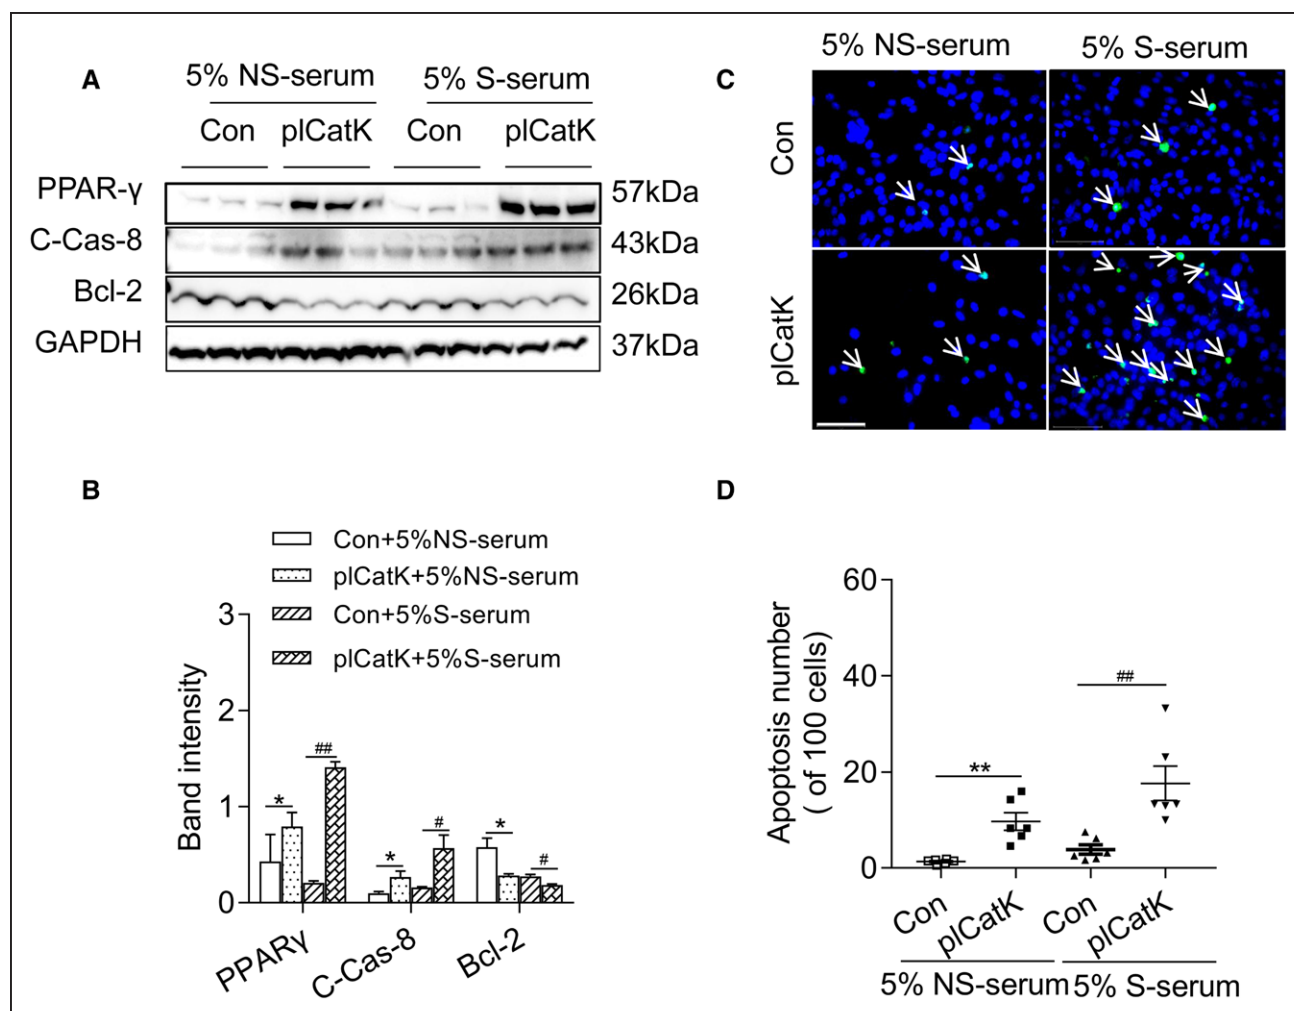 A
5% NS-serum
5% S-serum
Con
plCatK
Con
plCatK
PPAR-γ
57kDa
C-Cas-8
43kDa
Bcl-2
26kDa
GAPDH
37kDa
C
5% NS-serum
5% S-serum
Con
plCatK
B
Con+5%NS-serum
plCatK+5%NS-serum
Con+5%S-serum
plCatK+5%S-serum
Band intensity
3
2
1
0
*
##
*
#
*
#
PPARγ
C-Cas-8
Bcl-2
D
Apoptosis number
( of 100 cells)
60
40
20
0
**
##
Con
plCatK
Con
plCatK
5% NS-serum
5% S-serum